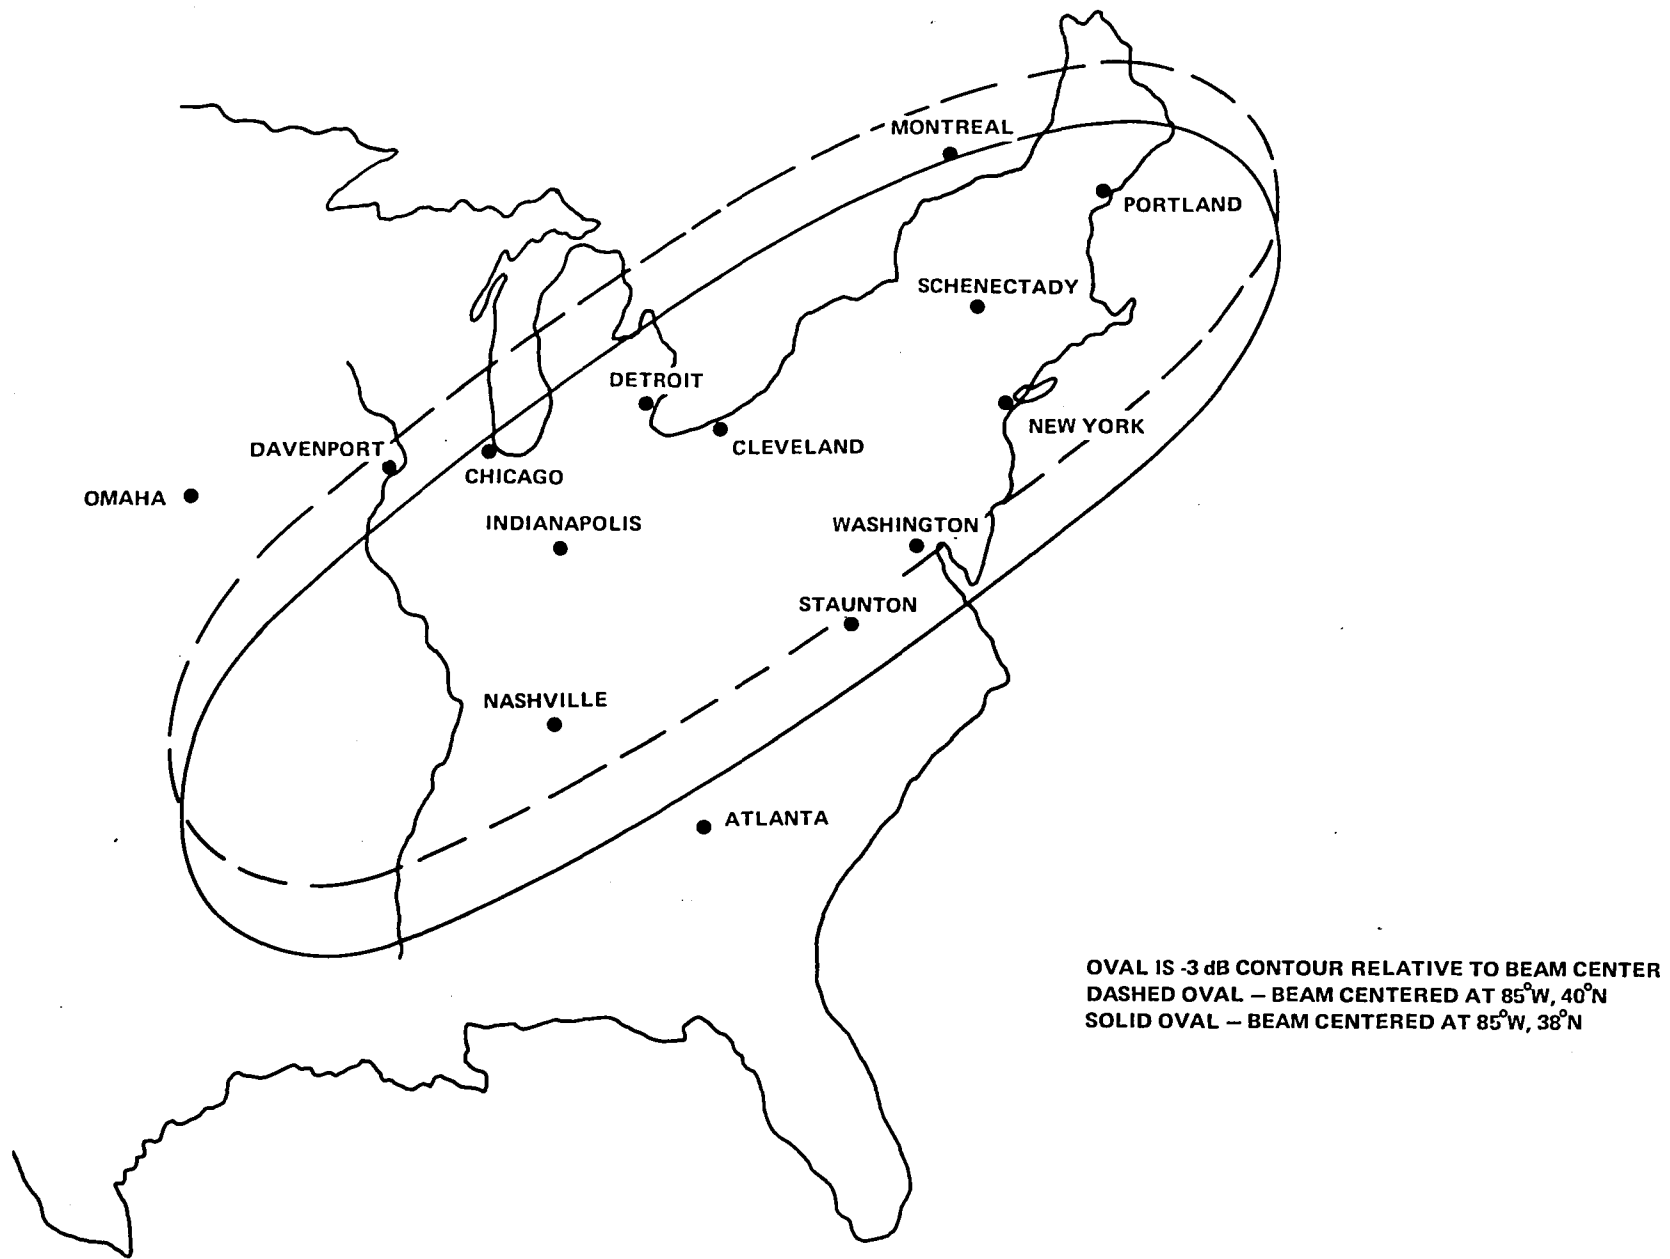 MONTREAL
PORTLAND
SCHENECTADY
DETROIT
NEW YORK
DAVENPORT
CLEVELAND
CHICAGO
OMAHA
INDIANAPOLIS
WASHINGTON
STAUNTON
NASHVILLE
ATLANTA
OVAL IS -3 dB CONTOUR RELATIVE TO BEAM CENTER
DASHED OVAL – BEAM CENTERED AT 85°W, 40°N
SOLID OVAL – BEAM CENTERED AT 85°W, 38°N